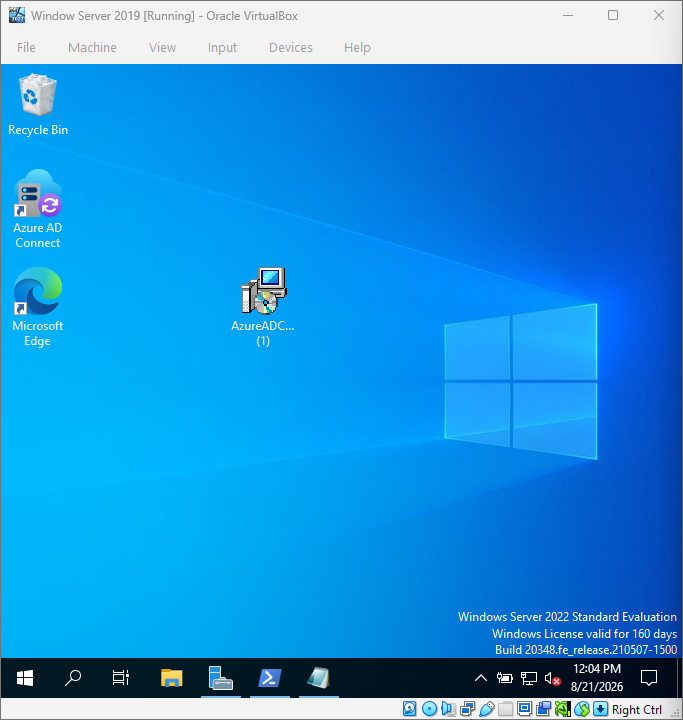 Window Server 2019 [Running] - Oracle VirtualBox
File Machine View Input Devices Help
Recycle Bin
Azure AD
Connect
Microsoft
Edge
AzureADC...
(1)
Windows Server 2022 Standard Evaluation
Windows License valid for 160 days
Build 20348.fe_release.210507-1500
12:04 PM
8/21/2026
Right Ctrl